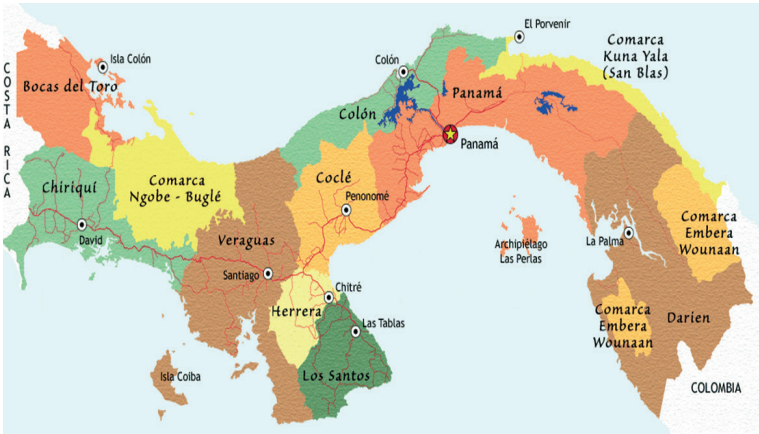 El Porvenir
Comarca
Kuna Yala
(San Blas)
Isla Colón
Colón
COSTA RICA
Bocas del Toro
Panamá
Colón
Panamá
Chiriquí
Comarca
Ngobe - Buglé
Coclé
Penonomé
Comarca
Embera
Wounaan
David
Veraguas
Archipiélago
Las Perlas
La Palma
Santiago
Chitré
Herrera
Las Tablas
Comarca
Embera
Wounaan
Darien
Isla Coiba
Los Santos
COLOMBIA